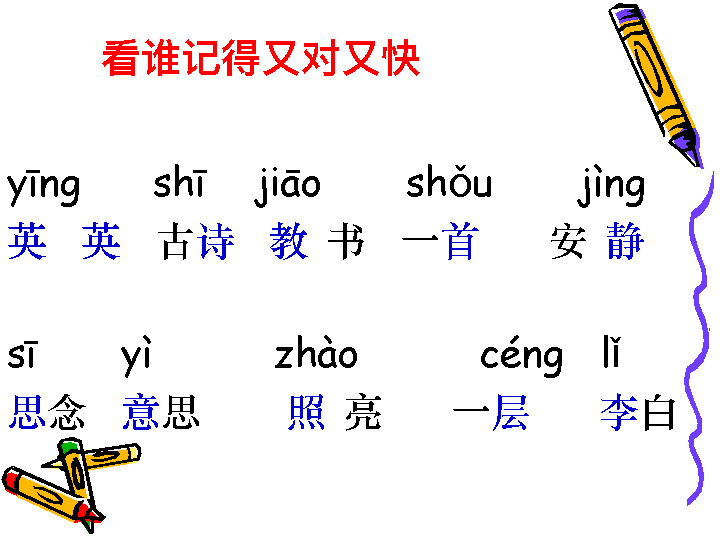 看谁记得又对又快
yīng shī jiāo shǒu jìng
英 英 古诗 教 书 一首 安 静
sī yì zhào céng lǐ
思念 意思 照 亮 一层 李白